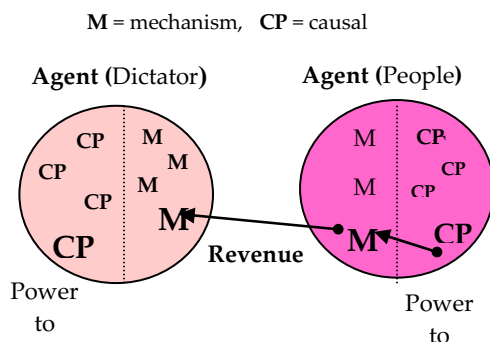 M = mechanism, CP = causal
Agent (Dictator)
Agent (People)
CP
CP
CP
CP
M
M
M
M
M
M
M
CP
CP
CP
CP
Revenue
Power
to
Power
to